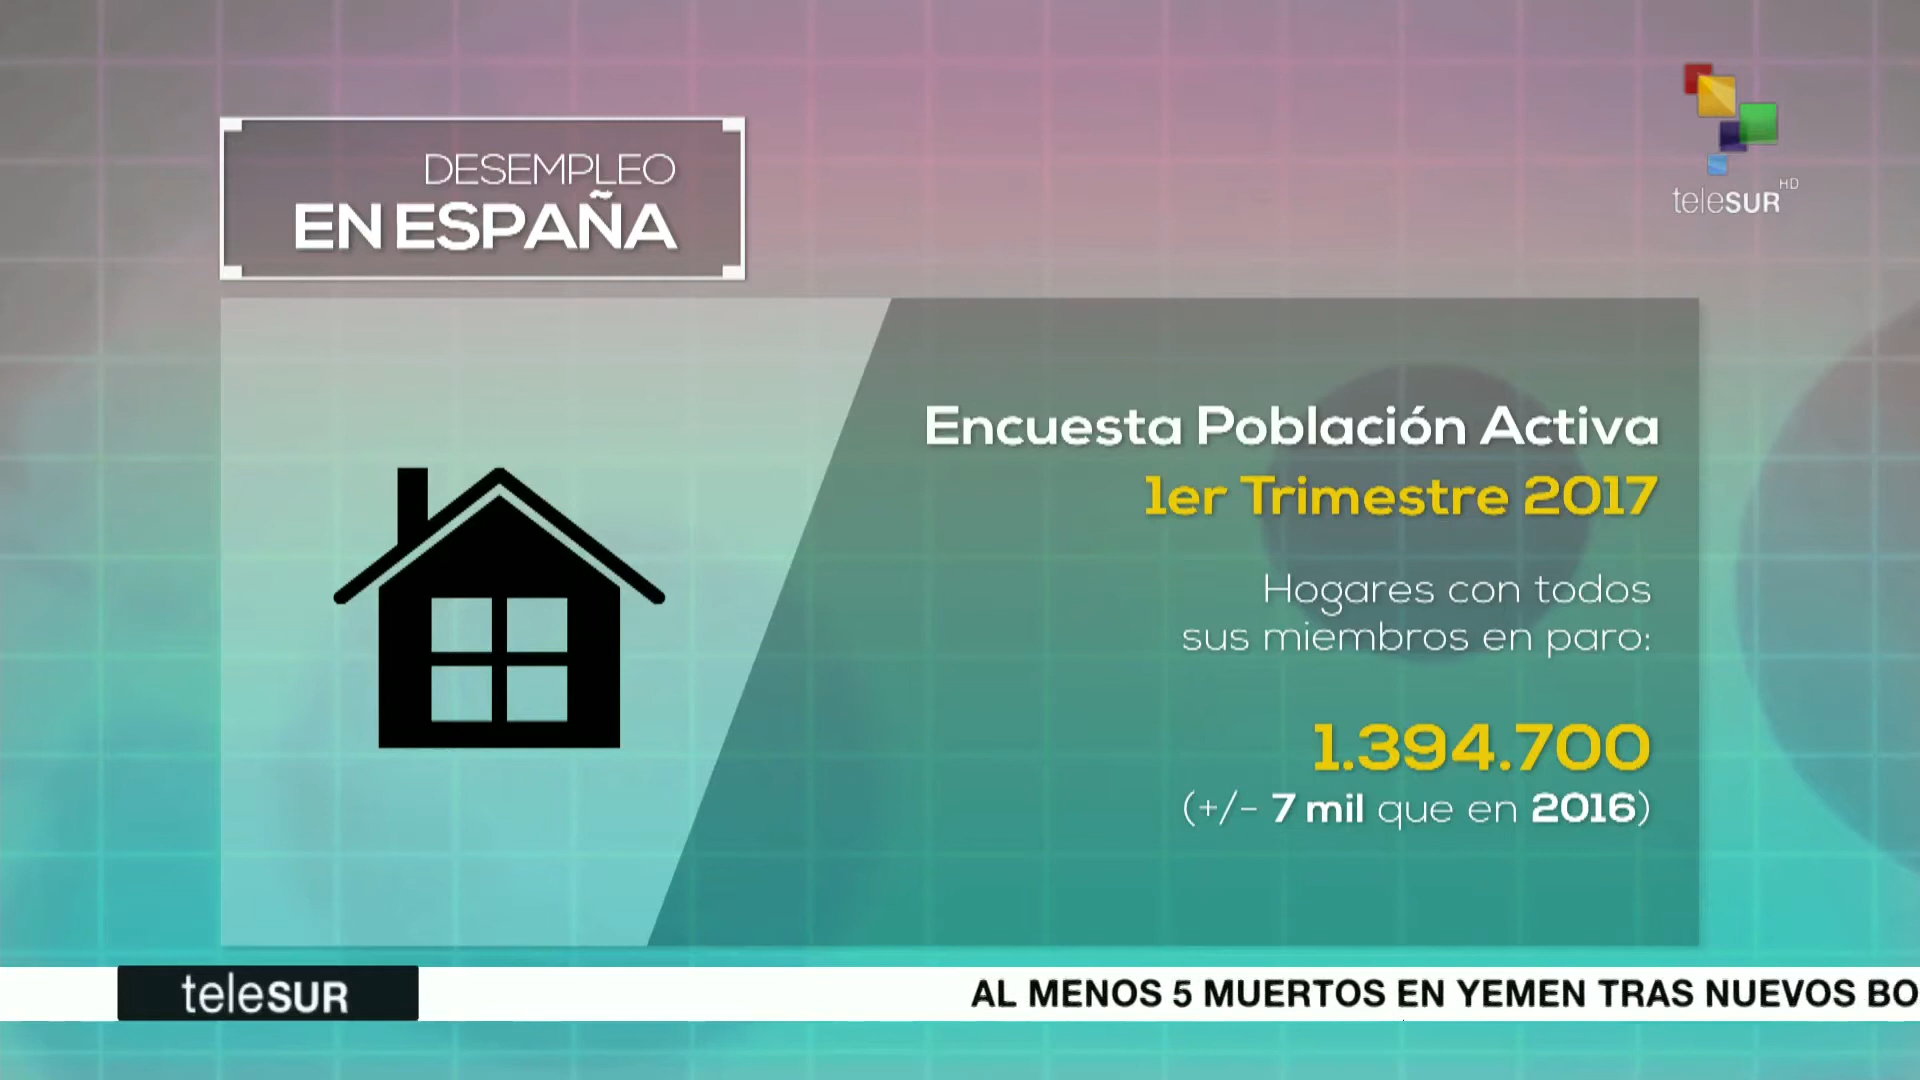 DESEMPLEO
EN ESPAÑA
teleSUR HD
Encuesta Población Activa
1er Trimestre 2017
Hogares con todos
sus miembros en paro:
1.394.700
(+/- 7 mil que en 2016)
teleSUR
AL MENOS 5 MUERTOS EN YEMEN TRAS NUEVOS BO